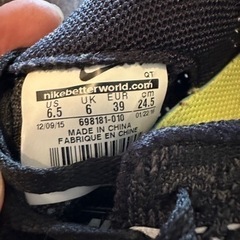 Q1
nikebetterworld.com
US UK EUR cm
6.5 6 39 24.5
12/09/15 01/22/16
698181-010
MADE IN CHINA
FABRIQUE EN CHINE